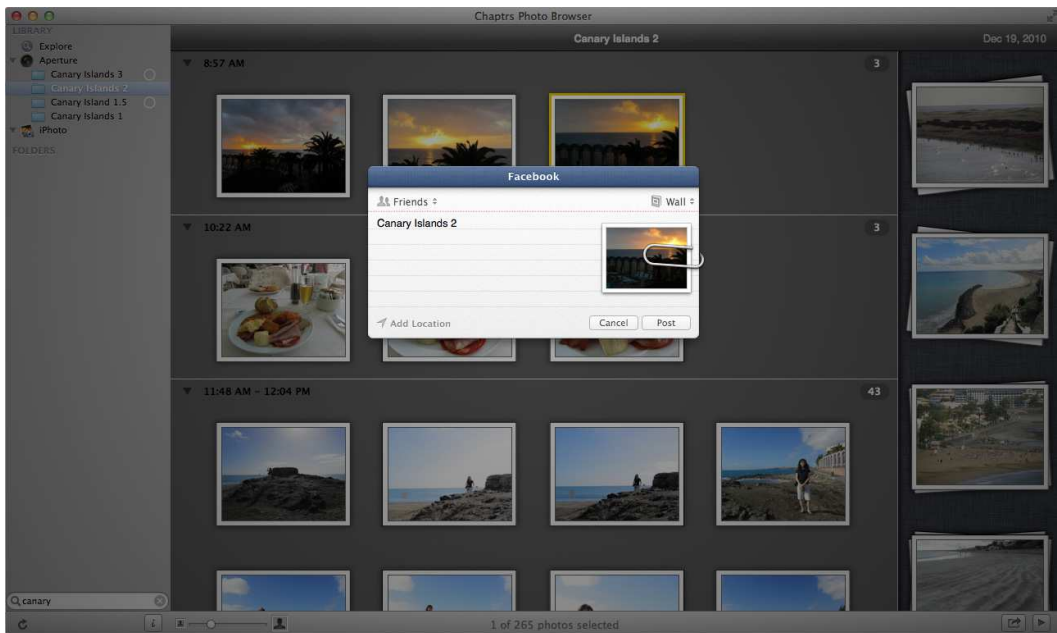 Chaptrs Photo Browser
LIBRARY
Explore
Aperture
Canary Islands 3
Canary Islands 2
Canary Island 1.5
Canary Islands 1
iPhoto
FOLDERS
Canary Islands 2
Dec 19, 2010
8:57 AM
3
Facebook
Friends
Wall
Canary Islands 2
Add Location
Cancel
Post
10:22 AM
3
11:48 AM – 12:04 PM
43
canary
i
1 of 265 photos selected